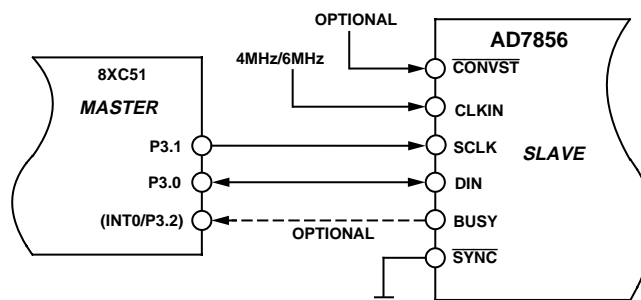 OPTIONAL
AD7856
4MHz/6MHz
8XC51
CONVST
MASTER
CLKIN
P3.1
SCLK
SLAVE
P3.0
DIN
(INT0/P3.2)
BUSY
OPTIONAL
SYNC